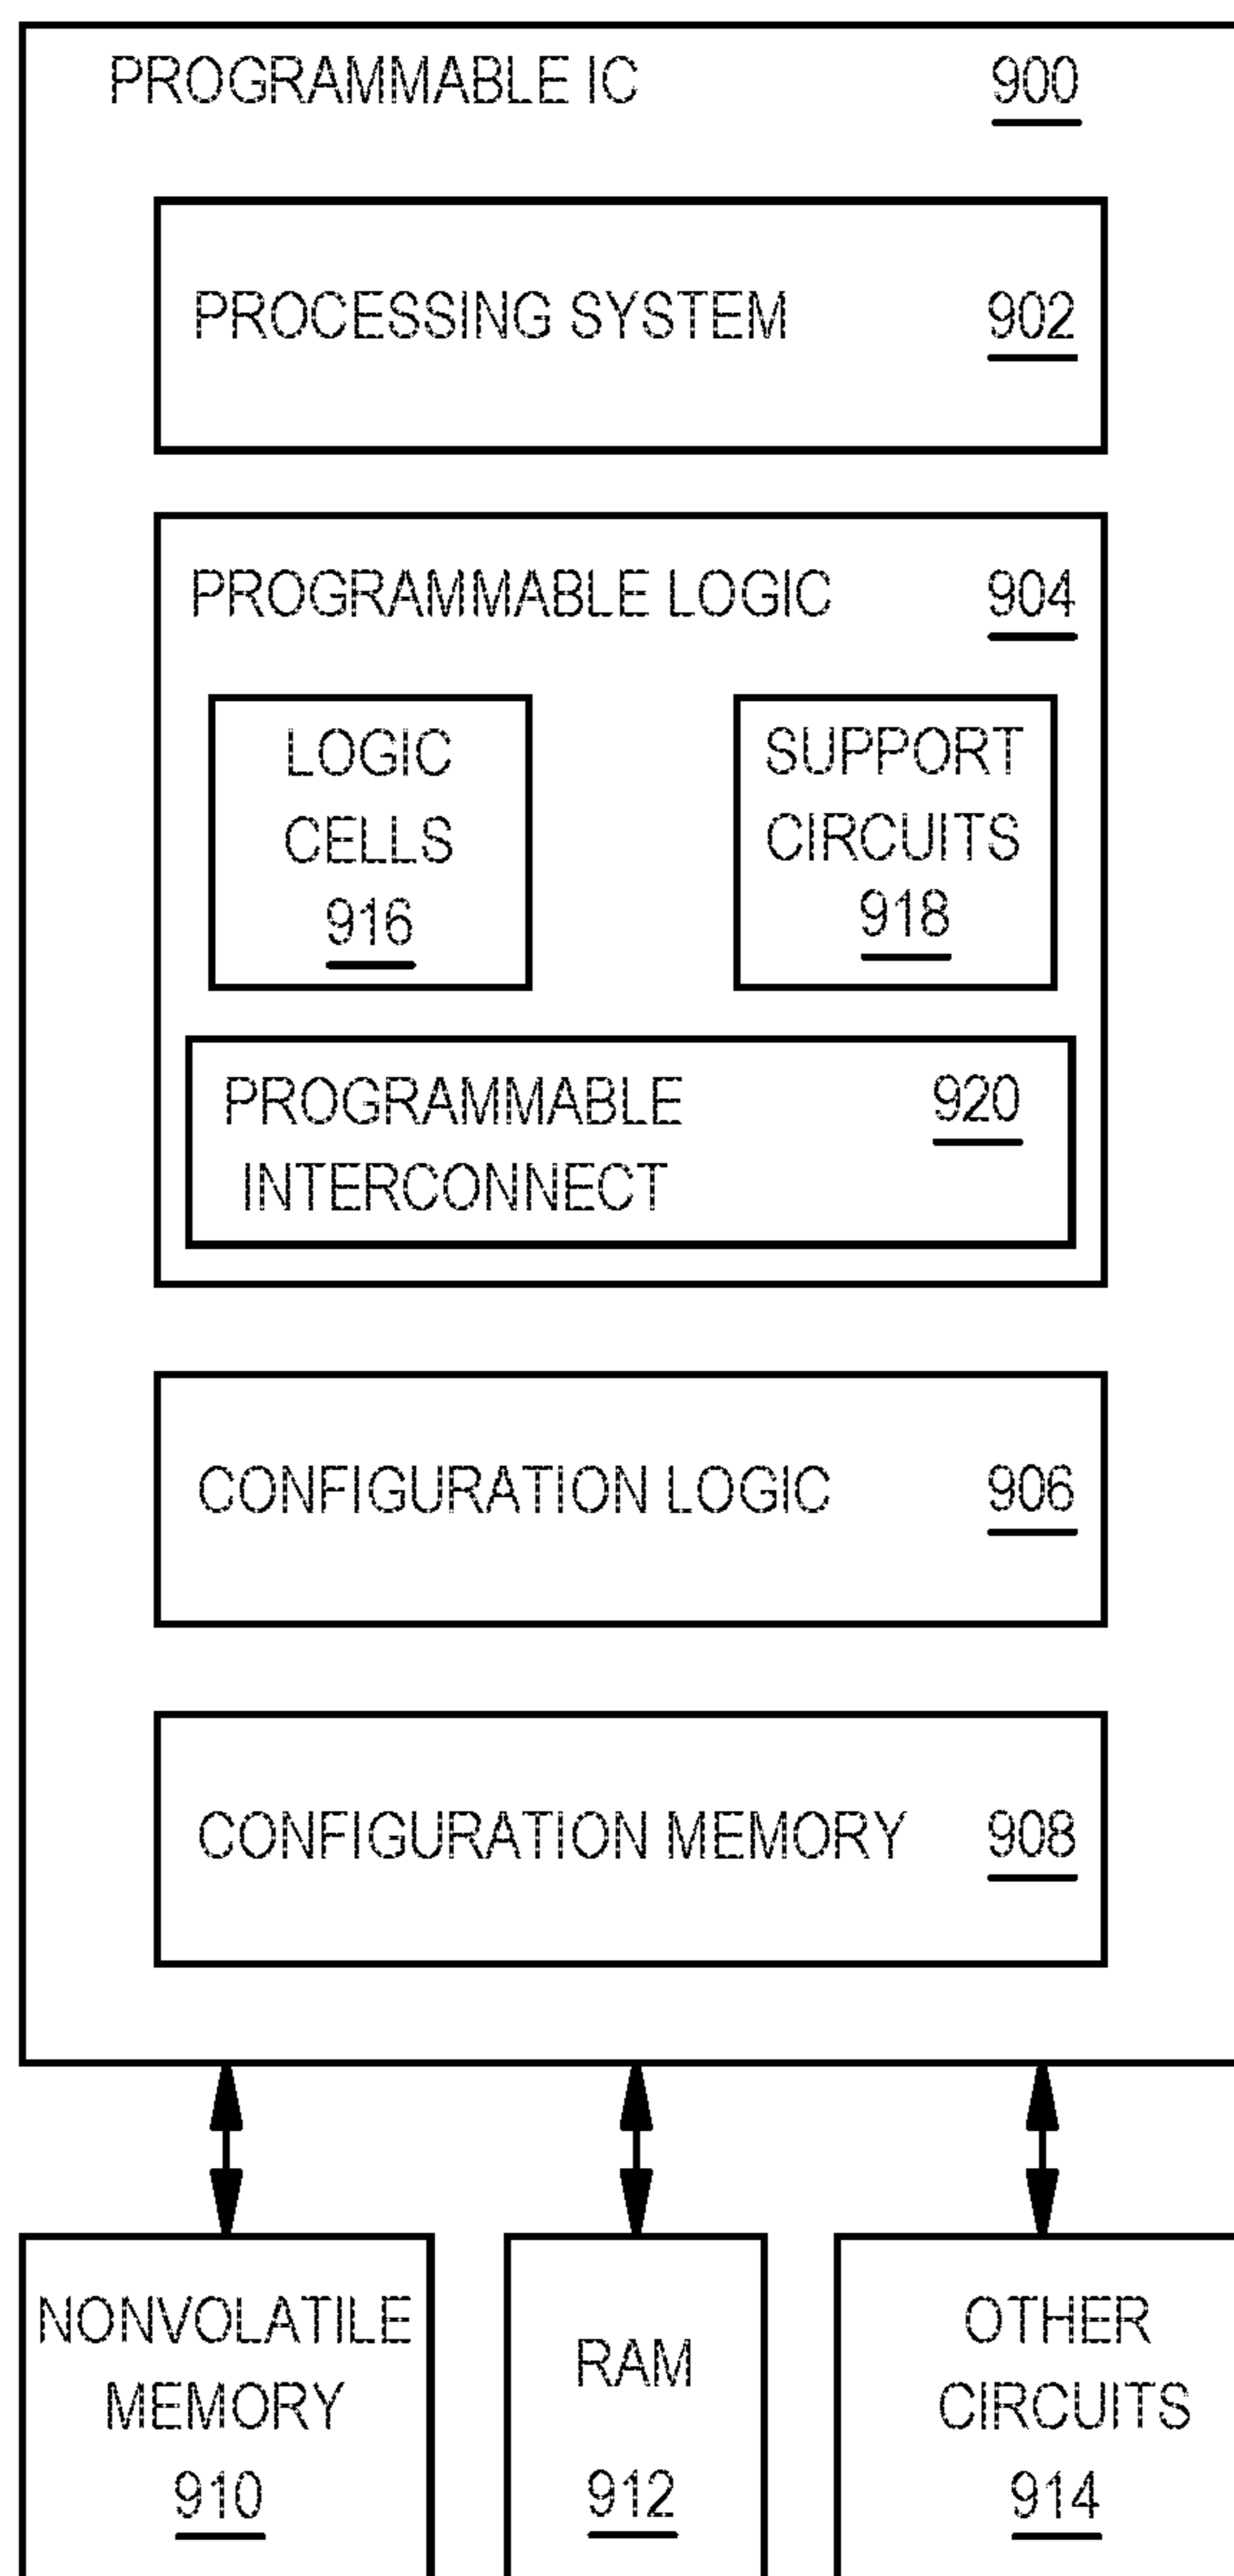 PROGRAMMABLE IC 900
PROCESSING SYSTEM 902
PROGRAMMABLE LOGIC 904
LOGIC
CELLS
916
SUPPORT
CIRCUITS
918
PROGRAMMABLE 920
INTERCONNECT
CONFIGURATION LOGIC 906
CONFIGURATION MEMORY 908
NONVOLATILE
MEMORY
910
RAM
912
OTHER
CIRCUITS
914